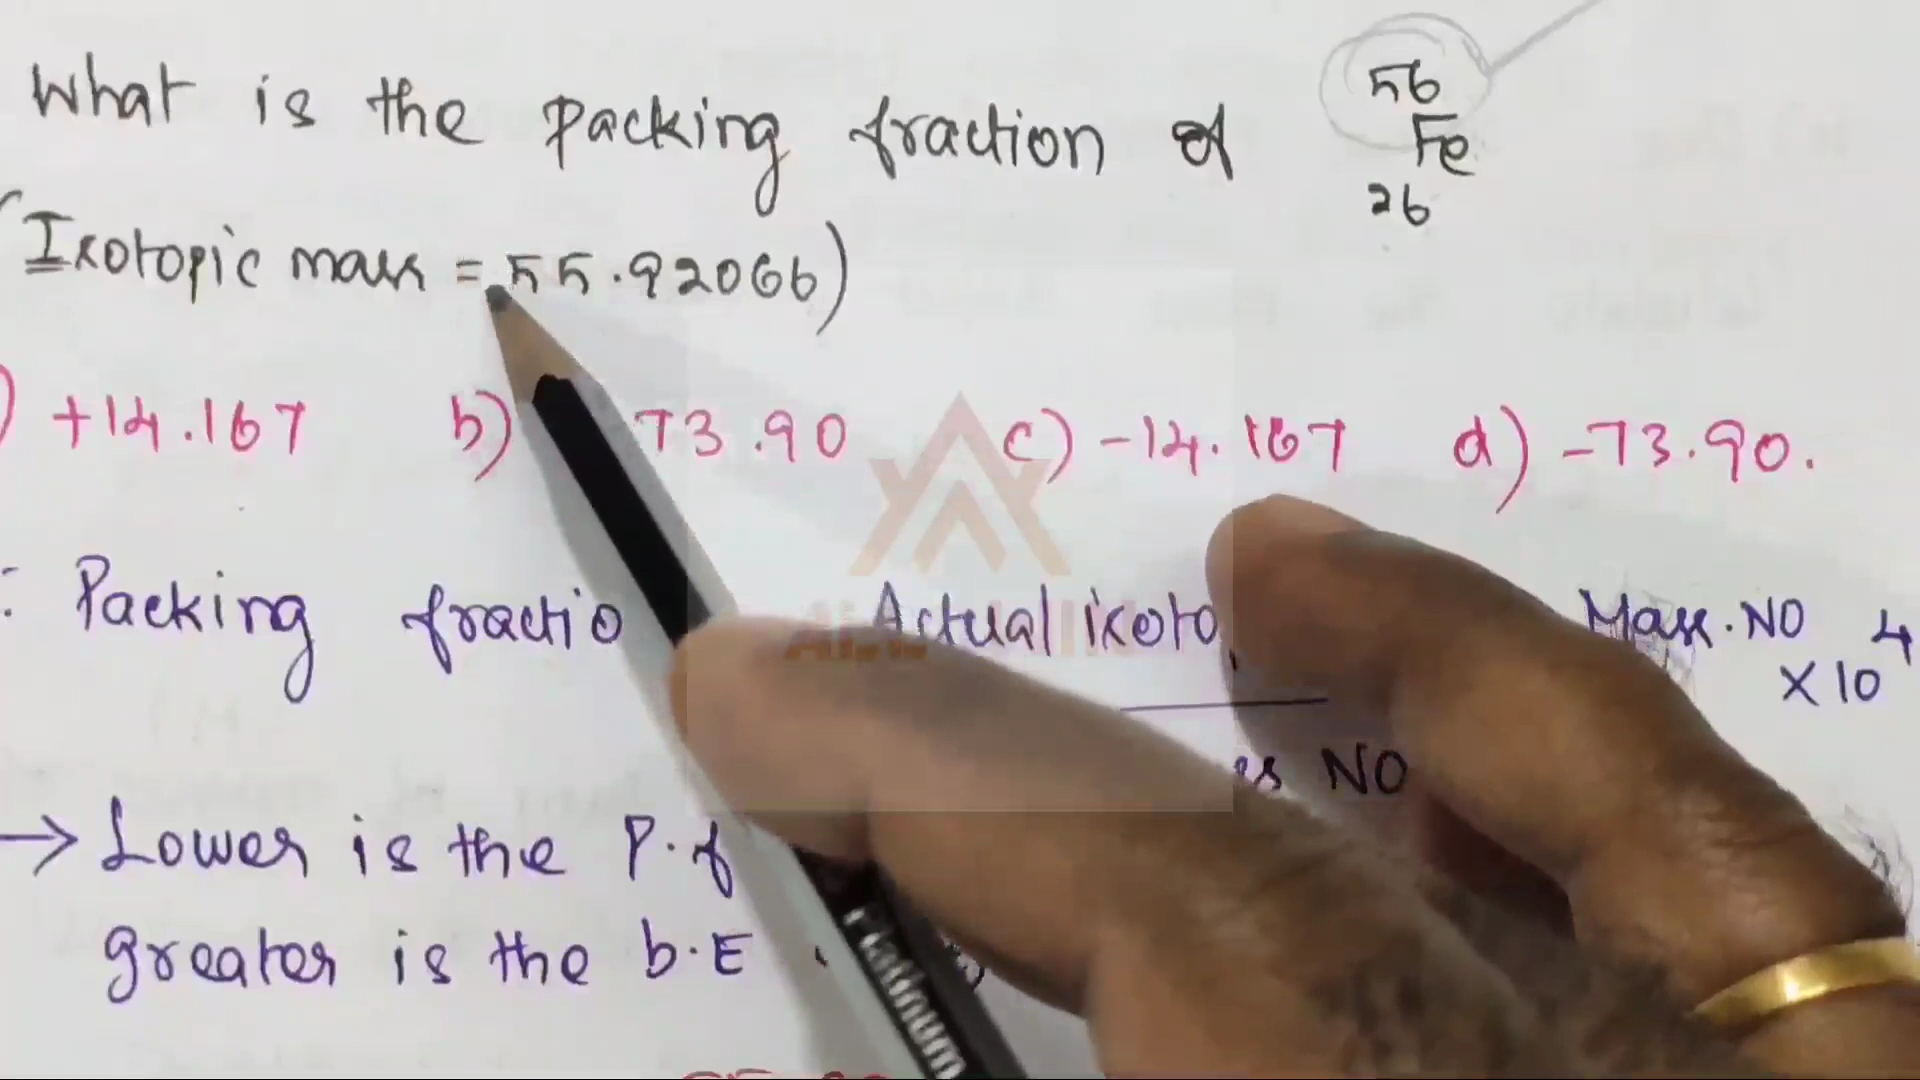 What is the Packing fraction of 56
Fe
26
(Isotopic mass = 55.92066)
) +14.167 b) 73.90 c) -14.167 d) -73.90.
: Packing fractio Actual isoto Mass.NO 4
X 10
NO
→ Lower is the P.f
greater is the b.E .
Platinum